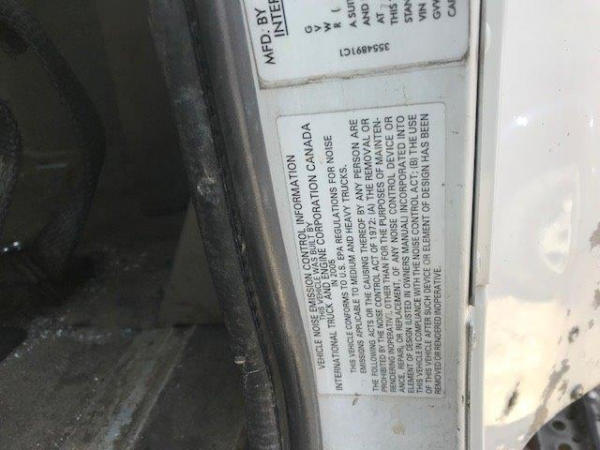 MFD. BY
INTER
G
V
W
R
A SUIT
AND
AT
THIS
STAN
VIN
GVW
CAB
3554891C1
VEHICLE NOISE EMISSION CONTROL INFORMATION
THIS VEHICLE WAS BUILT BY
INTERNATIONAL TRUCK AND ENGINE CORPORATION CANADA
IN 2005
THIS VEHICLE CONFORMS TO U.S. EPA REGULATIONS FOR NOISE
EMISSIONS APPLICABLE TO MEDIUM AND HEAVY TRUCKS.
THE FOLLOWING ACTS OR THE CAUSING THEREOF BY ANY PERSON ARE
PROHIBITED BY THE NOISE CONTROL ACT OF 1972: (A) THE REMOVAL OR
RENDERING INOPERATIVE, OTHER THAN FOR THE PURPOSES OF MAINTEN-
ANCE, REPAIR, OR REPLACEMENT OF ANY NOISE CONTROL DEVICE OR
ELEMENT OF DESIGN (LISTED IN OWNERS MANUAL) INCORPORATED INTO
THIS VEHICLE IN COMPLIANCE WITH THE NOISE CONTROL ACT; (B) THE USE
OF THIS VEHICLE AFTER SUCH DEVICE OR ELEMENT OF DESIGN HAS BEEN
REMOVED OR RENDERED INOPERATIVE.